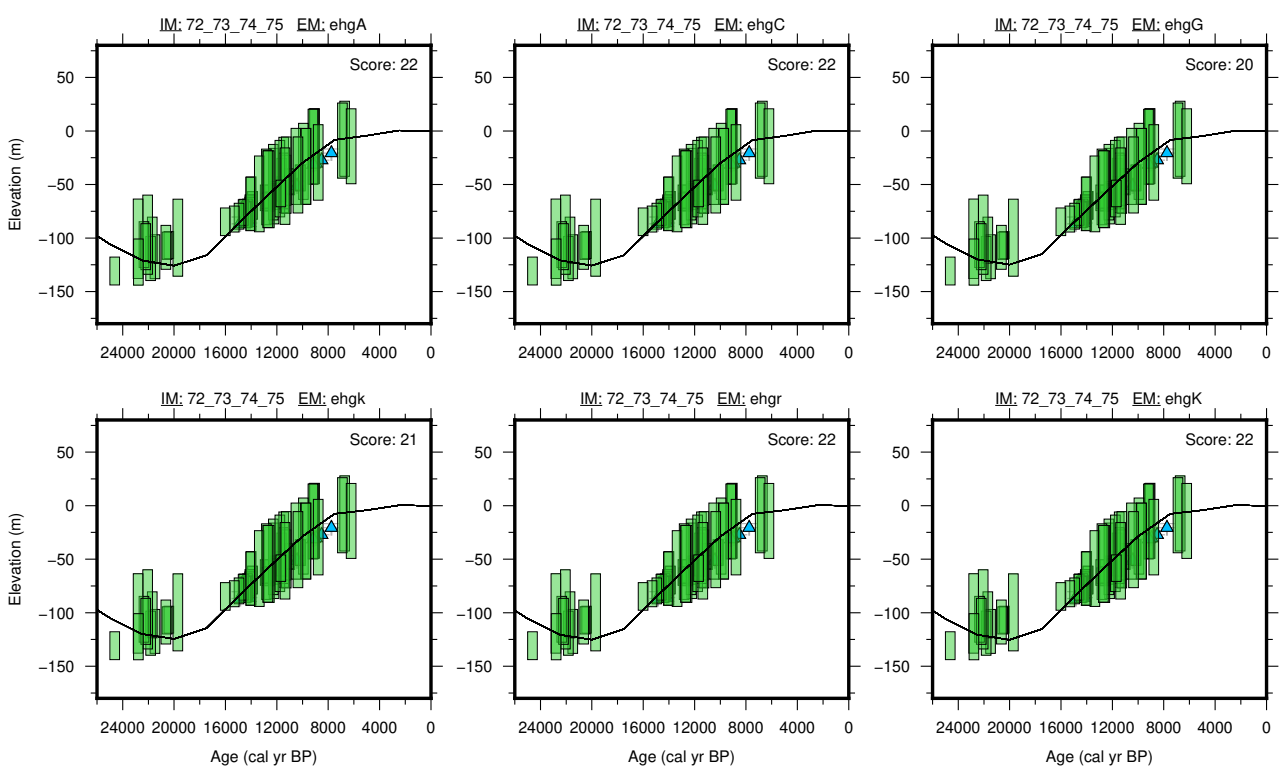 IM: 72_73_74_75 EM: ehgA
IM: 72_73_74_75 EM: ehgC
IM: 72_73_74_75 EM: ehgG
Score: 22
Score: 22
Score: 20
Elevation (m)
50
0
−50
−100
−150
50
0
−50
−100
−150
50
0
−50
−100
−150
24000 20000 16000 12000 8000 4000 0
24000 20000 16000 12000 8000 4000 0
24000 20000 16000 12000 8000 4000 0
IM: 72_73_74_75 EM: ehgk
IM: 72_73_74_75 EM: ehgr
IM: 72_73_74_75 EM: ehgK
Score: 21
Score: 22
Score: 22
Elevation (m)
50
0
−50
−100
−150
50
0
−50
−100
−150
50
0
−50
−100
−150
24000 20000 16000 12000 8000 4000 0
24000 20000 16000 12000 8000 4000 0
24000 20000 16000 12000 8000 4000 0
Age (cal yr BP)
Age (cal yr BP)
Age (cal yr BP)